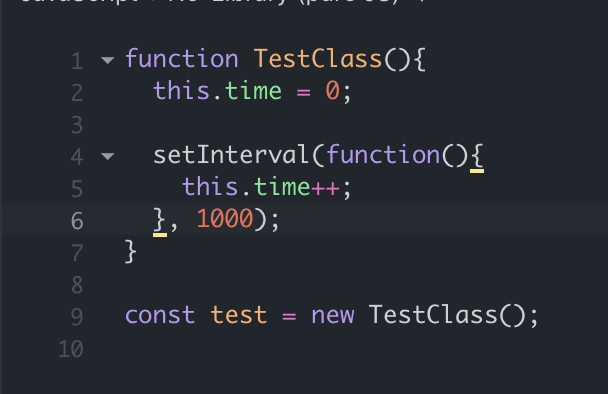 1 function TestClass(){
2 this.time = 0;
3
4 setInterval(function(){
5 this.time++;
6 }, 1000);
7 }
8
9 const test = new TestClass();
10